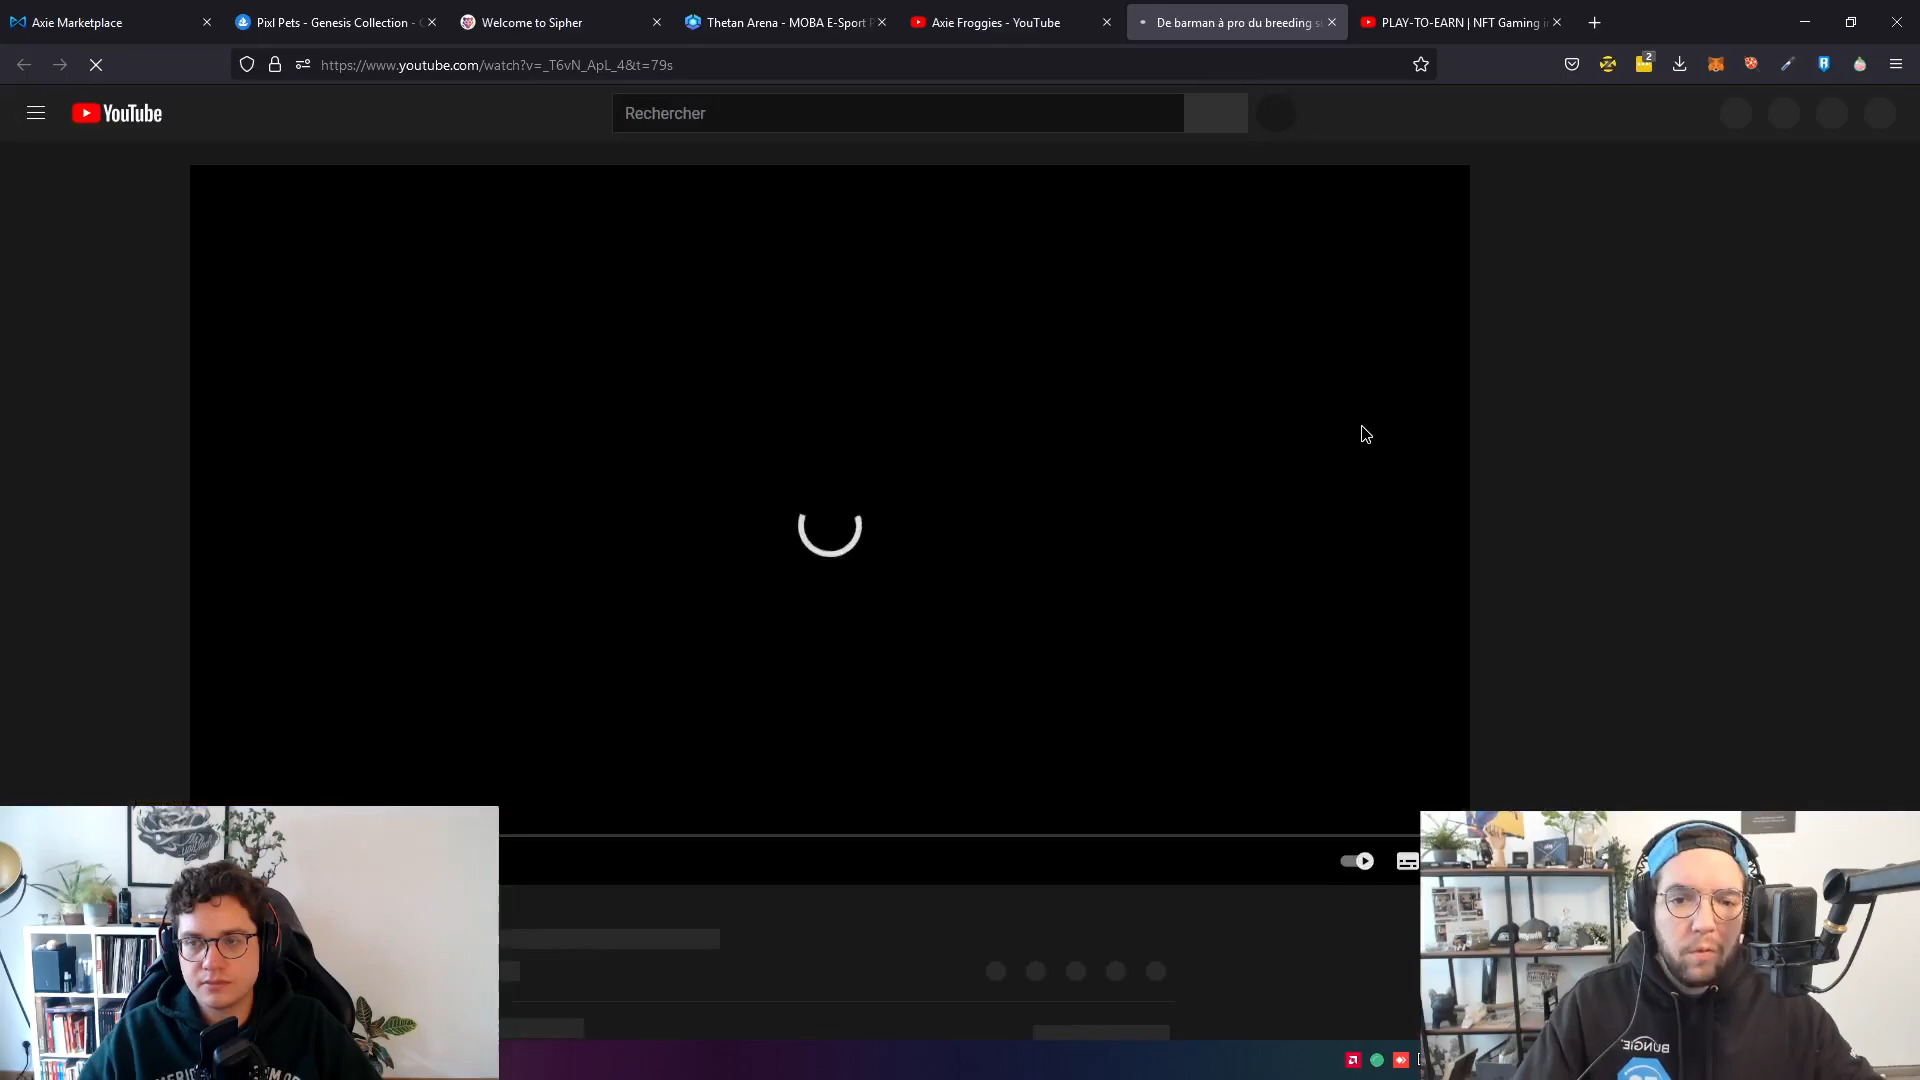 Axie Marketplace
Pixl Pets - Genesis Collection -
Welcome to Sipher
Thetan Arena - MOBA E-Sport
Axie Froggies - YouTube
De barman à pro du breeding
PLAY-TO-EARN | NFT Gaming
https://www.youtube.com/watch?v=_T6vN_ApL_4&t=79s
2
YouTube
Rechercher
BUNGIE